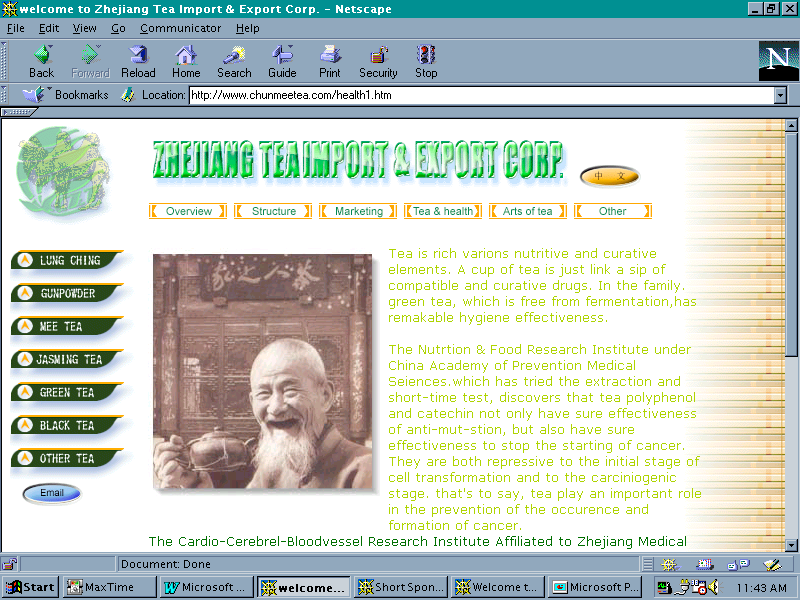 welcome to Zhejiang Tea Import & Export Corp. - Netscape
File Edit View Go Communicator Help
Back Forward Reload Home Search Guide Print Security Stop
N
Bookmarks Location: http://www.chunmeetea.com/health1.htm
ZHEJIANG TEA IMPORT & EXPORT CORP.
中 文
Overview Structure Marketing Tea & health Arts of tea Other
LUNG CHING
GUNPOWDER
MEE TEA
JASMING TEA
GREEN TEA
BLACK TEA
OTHER TEA
Email
Tea is rich varions nutritive and curative
elements. A cup of tea is just link a sip of
compatible and curative drugs. In the family.
green tea, which is free from fermentation,has
remakable hygiene effectiveness.
The Nutrtion & Food Research Institute under
China Academy of Prevention Medical
Seiences.which has tried the extraction and
short-time test, discovers that tea polyphenol
and catechin not only have sure effectiveness
of anti-mut-stion, but also have sure
effectiveness to stop the starting of cancer.
They are both repressive to the initial stage of
cell transformation and to the carciniogenic
stage. that's to say, tea play an important role
in the prevention of the occurence and
formation of cancer.
The Cardio-Cerebrel-Bloodvessel Research Institute Affiliated to Zhejiang Medical
Document: Done
Start MaxTime Microsoft ... welcome... Short Spon... Welcome t... Microsoft P... 11:43 AM